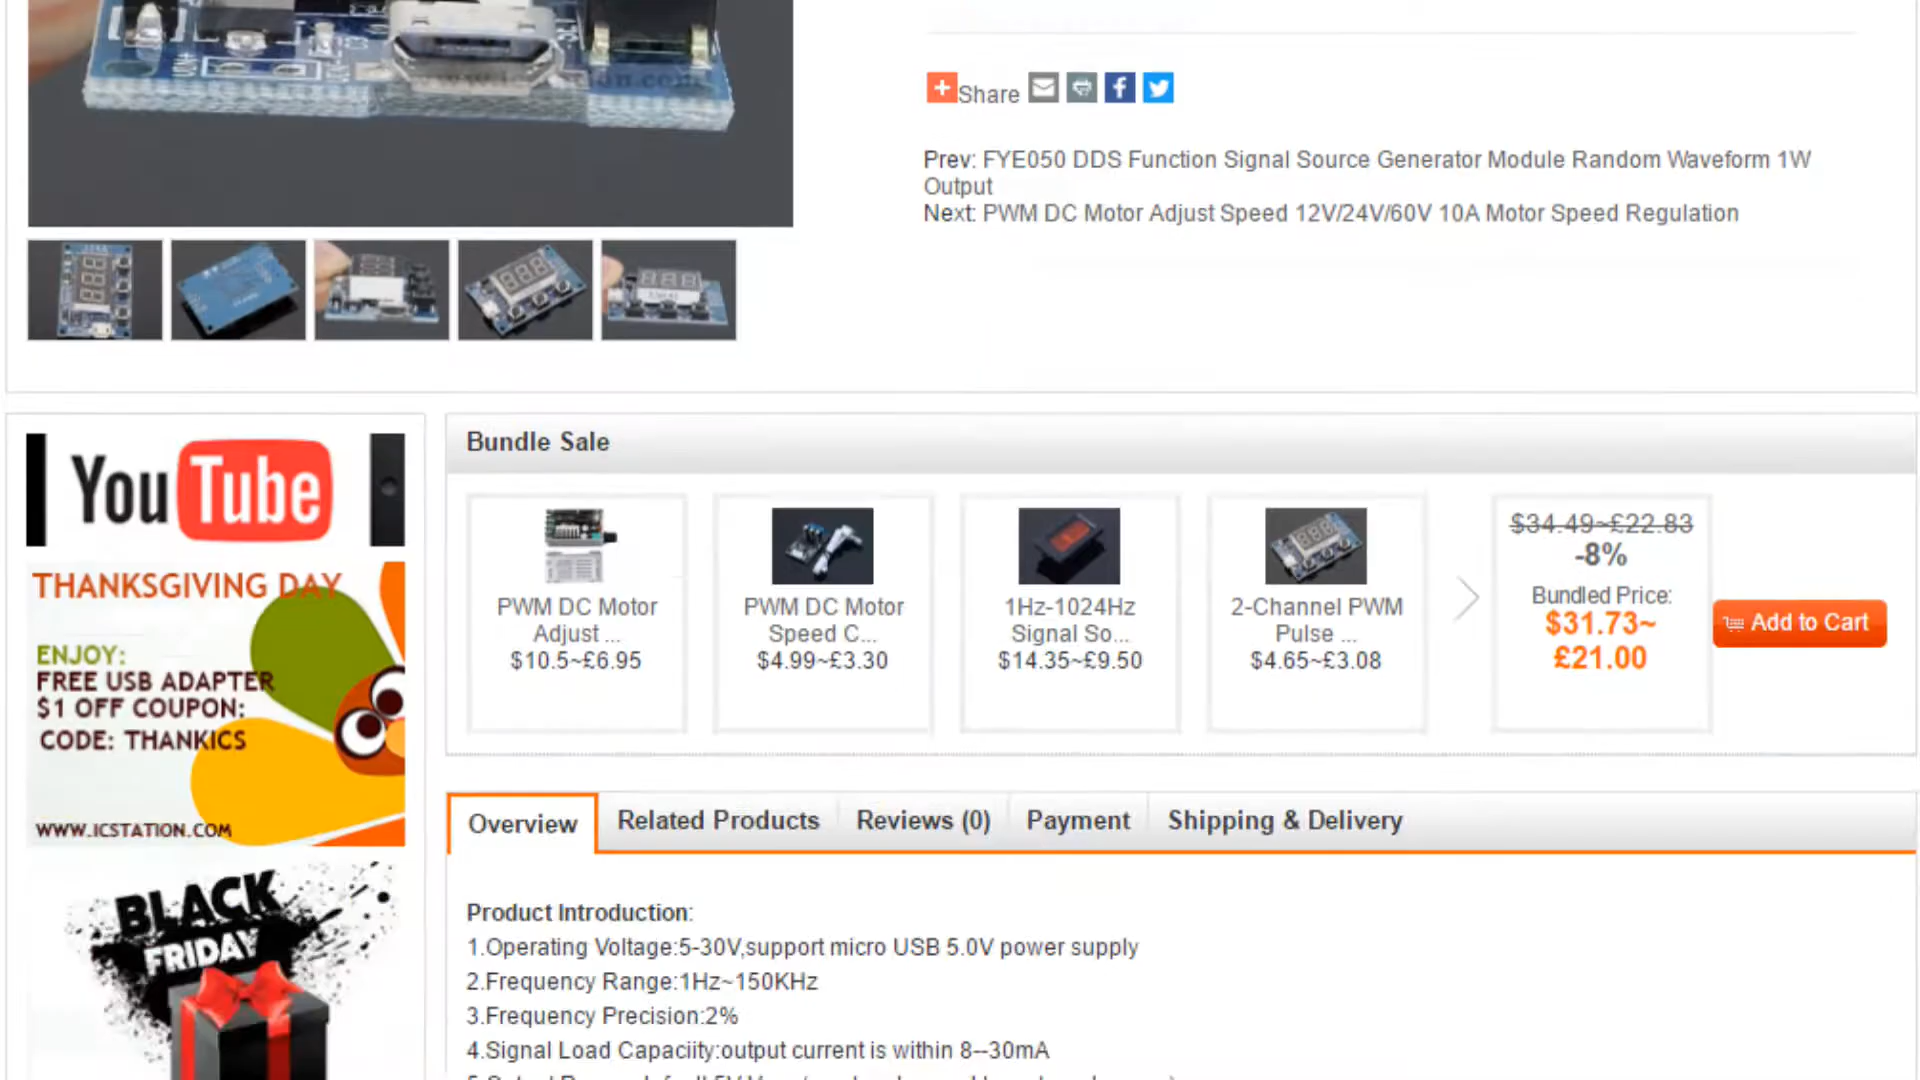 Share
Prev: FYE050 DDS Function Signal Source Generator Module Random Waveform 1W
Output
Next: PWM DC Motor Adjust Speed 12V/24V/60V 10A Motor Speed Regulation
YouTube
THANKSGIVING DAY
ENJOY:
FREE USB ADAPTER
$1 OFF COUPON:
CODE: THANKICS
WWW.ICSTATION.COM
BLACK
FRIDAY
Bundle Sale
PWM DC Motor
Adjust ...
$10.5~£6.95
PWM DC Motor
Speed C...
$4.99~£3.30
1Hz-1024Hz
Signal So...
$14.35~£9.50
2-Channel PWM
Pulse ...
$4.65~£3.08
$34.49~£22.83
-8%
Bundled Price:
$31.73~
£21.00
Add to Cart
Overview
Related Products
Reviews (0)
Payment
Shipping & Delivery
Product Introduction:
1.Operating Voltage:5-30V,support micro USB 5.0V power supply
2.Frequency Range:1Hz~150KHz
3.Frequency Precision:2%
4.Signal Load Capaciity:output current is within 8--30mA